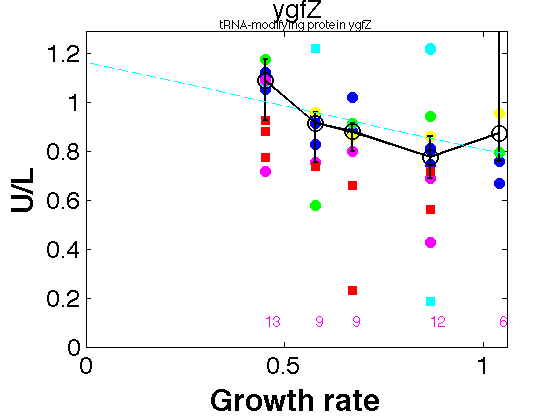 ygfZ
tRNA-modifying protein ygfZ
1.2
1
0.8
0.6
0.4
0.2
0
U/L
13 9 9 12 6
0 0.5 1
Growth rate